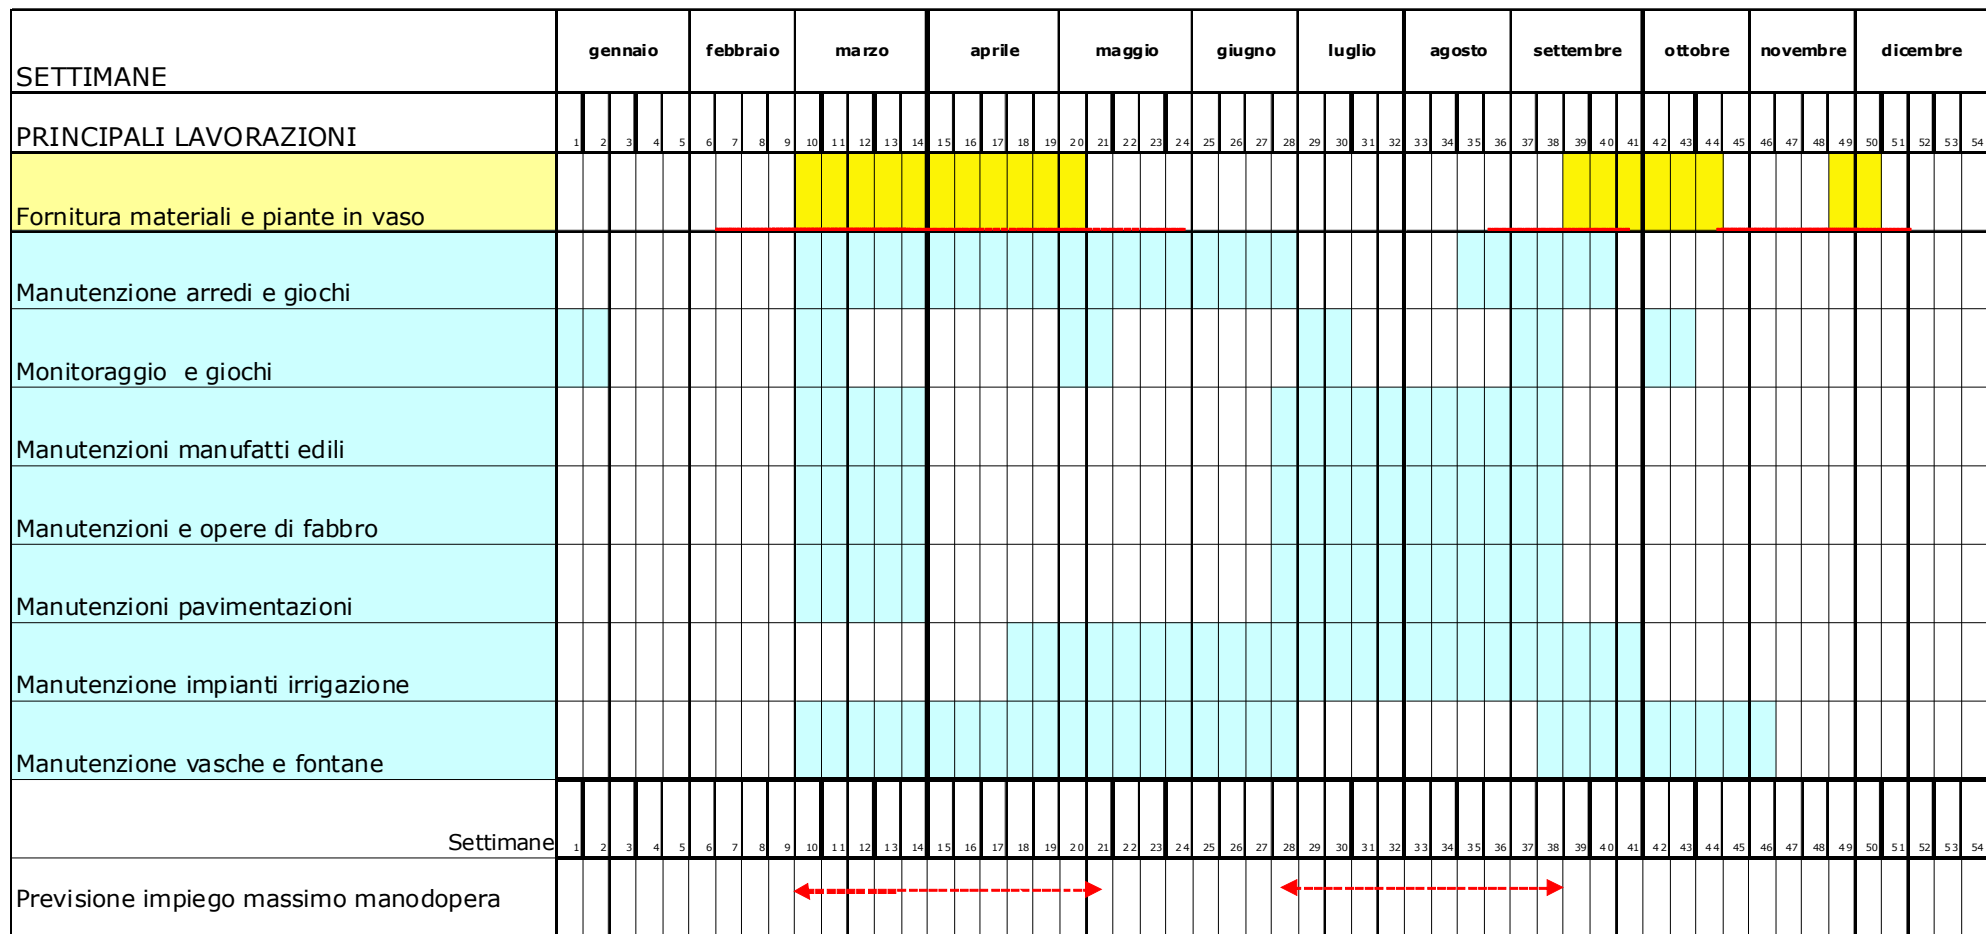 gennaio febbraio marzo aprile maggio giugno luglio agosto settembre ottobre novembre dicembre
SETTIMANE
PRINCIPALI LAVORAZIONI 1 2 3 4 5 6 7 8 9 10 11 12 13 14 15 16 17 18 19 20 21 22 23 24 25 26 27 28 29 30 31 32 33 34 35 36 37 38 39 40 41 42 43 44 45 46 47 48 49 50 51 52 53 54
Fornitura materiali e piante in vaso
Manutenzione arredi e giochi
Monitoraggio e giochi
Manutenzioni manufatti edili
Manutenzioni e opere di fabbro
Manutenzioni pavimentazioni
Manutenzione impianti irrigazione
Manutenzione vasche e fontane
Settimane 1 2 3 4 5 6 7 8 9 10 11 12 13 14 15 16 17 18 19 20 21 22 23 24 25 26 27 28 29 30 31 32 33 34 35 36 37 38 39 40 41 42 43 44 45 46 47 48 49 50 51 52 53 54
Previsione impiego massimo manodopera